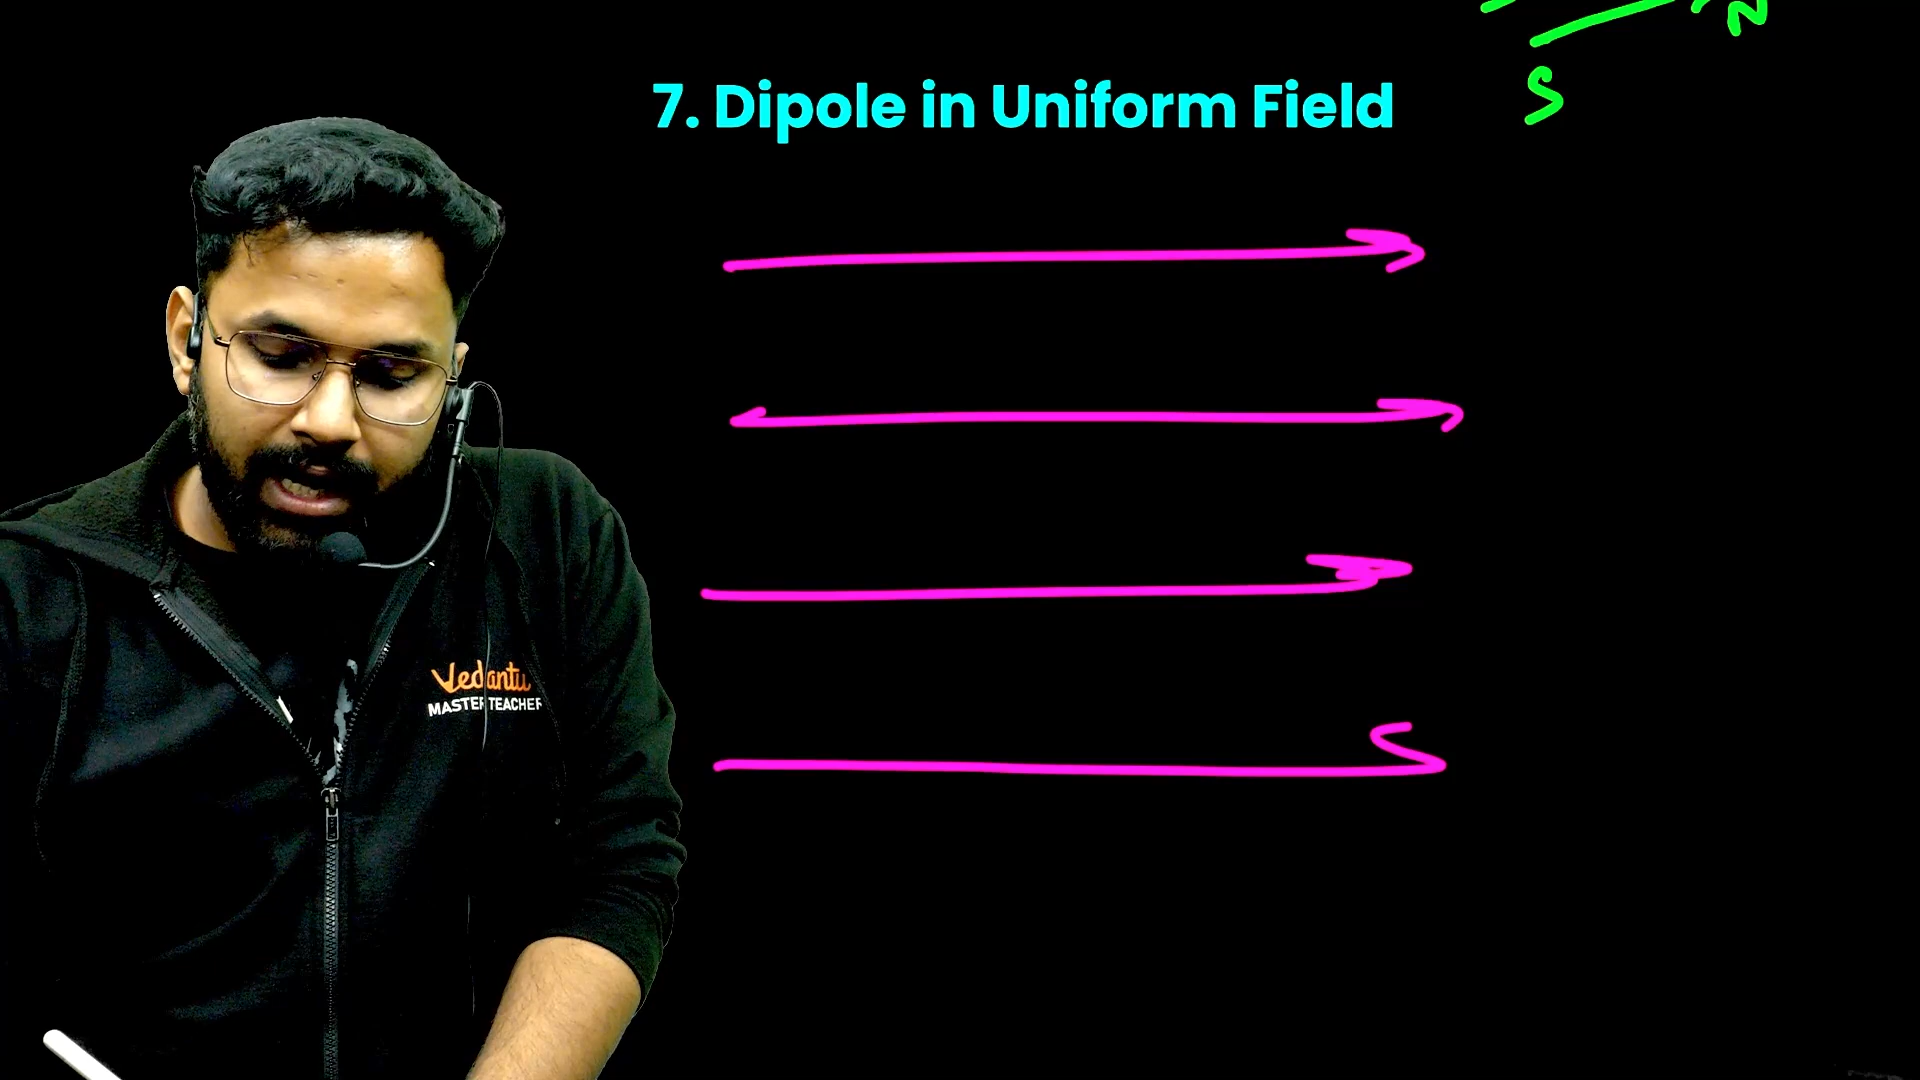 7. Dipole in Uniform Field
N
S
Vedantu
MASTER TEACHER